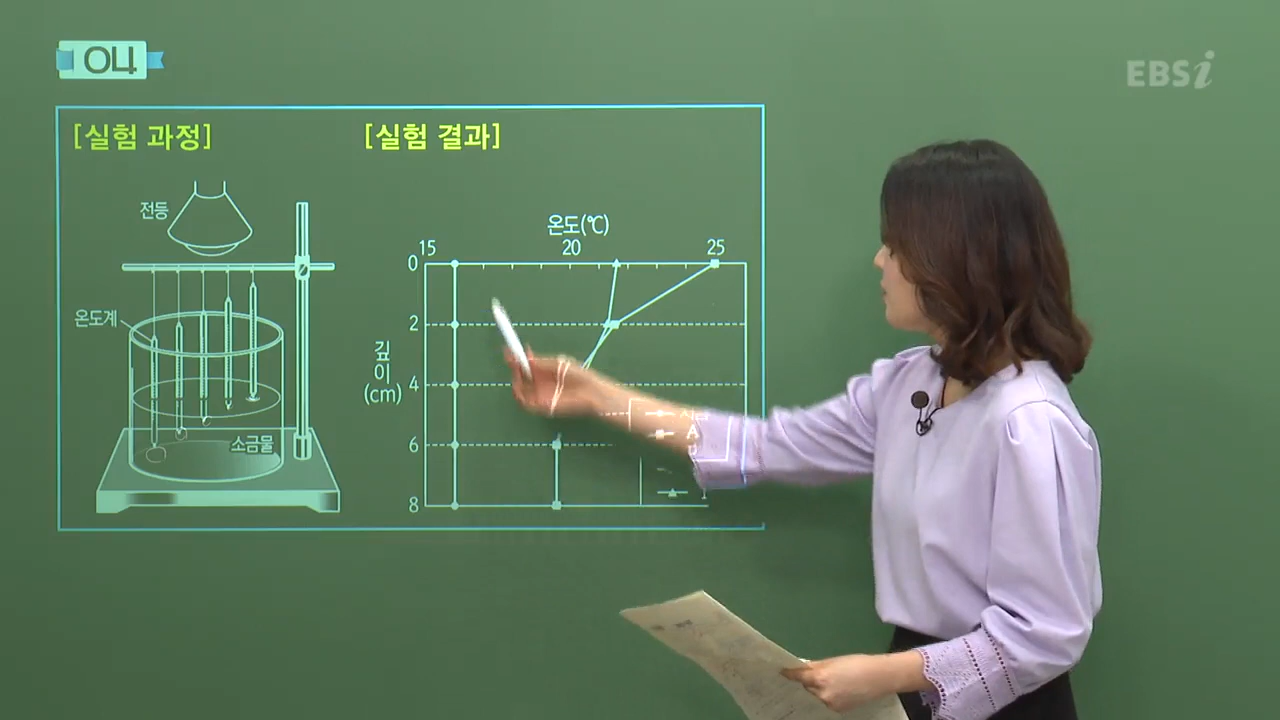 04
EBSi
[실험 과정]
[실험 결과]
전등
온도계
소금물
온도(℃)
15 20 25
0
2
깊이
(cm)
4
6
8
A